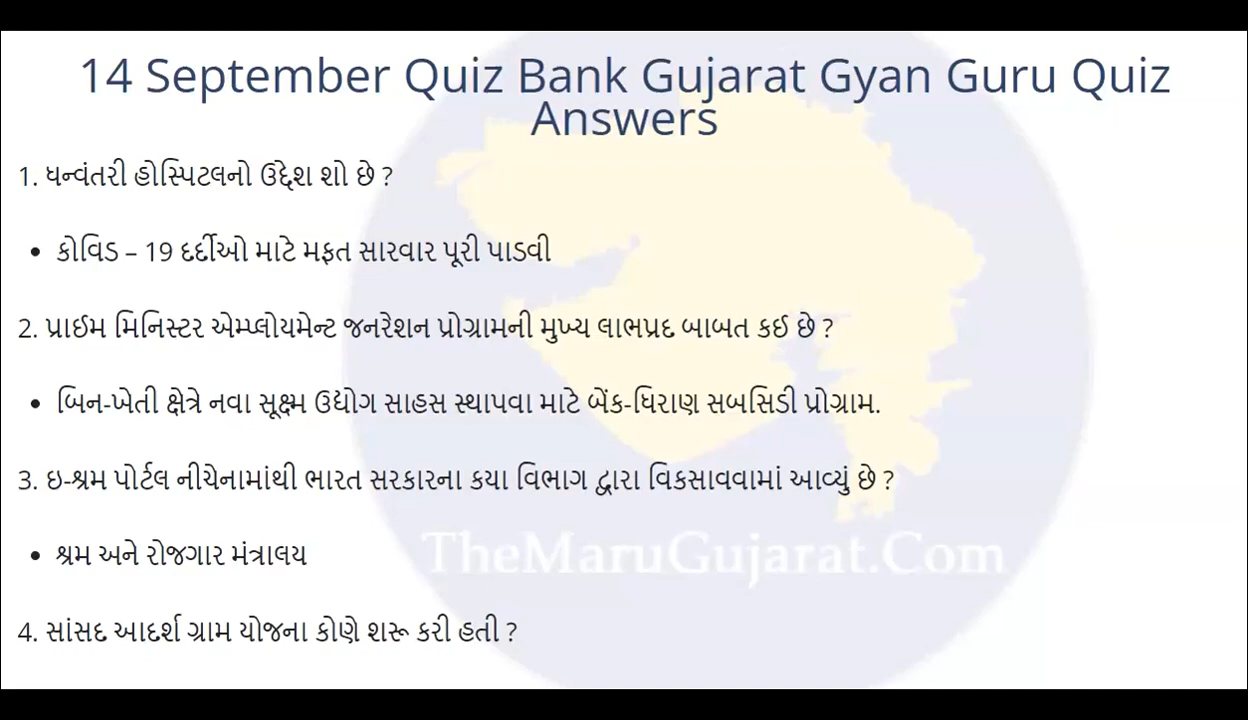 14 September Quiz Bank Gujarat Gyan Guru Quiz
Answers
1. ધન્વંતરી હોસ્પિટલનો ઉદ્દેશ શો છે ?
• કોવિડ – 19 દર્દીઓ માટે મફત સારવાર પૂરી પાડવી
2. પ્રાઈમ મિનિસ્ટર એમ્પ્લોયમેન્ટ જનરેશન પ્રોગ્રામની મુખ્ય લાભપ્રદ બાબત કઈ છે ?
• બિન-ખેતી ક્ષેત્રે નવા સૂક્ષ્મ ઉદ્યોગ સાહસ સ્થાપવા માટે બેંક-ધિરાણ સબસિડી પ્રોગ્રામ.
3. ઇ-શ્રમ પોર્ટલ નીચેનામાંથી ભારત સરકારના કયા વિભાગ દ્વારા વિકસાવવામાં આવ્યું છે ?
• શ્રમ અને રોજગાર મંત્રાલય
TheMaruGujarat.Com
4. સાંસદ આદર્શ ગ્રામ યોજના કોણે શરૂ કરી હતી ?